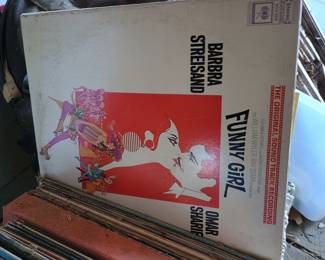 BARBRA
STREISAND
OMAR
SHARIF
FUNNY GIRL
THE ORIGINAL SOUND TRACK RECORDING